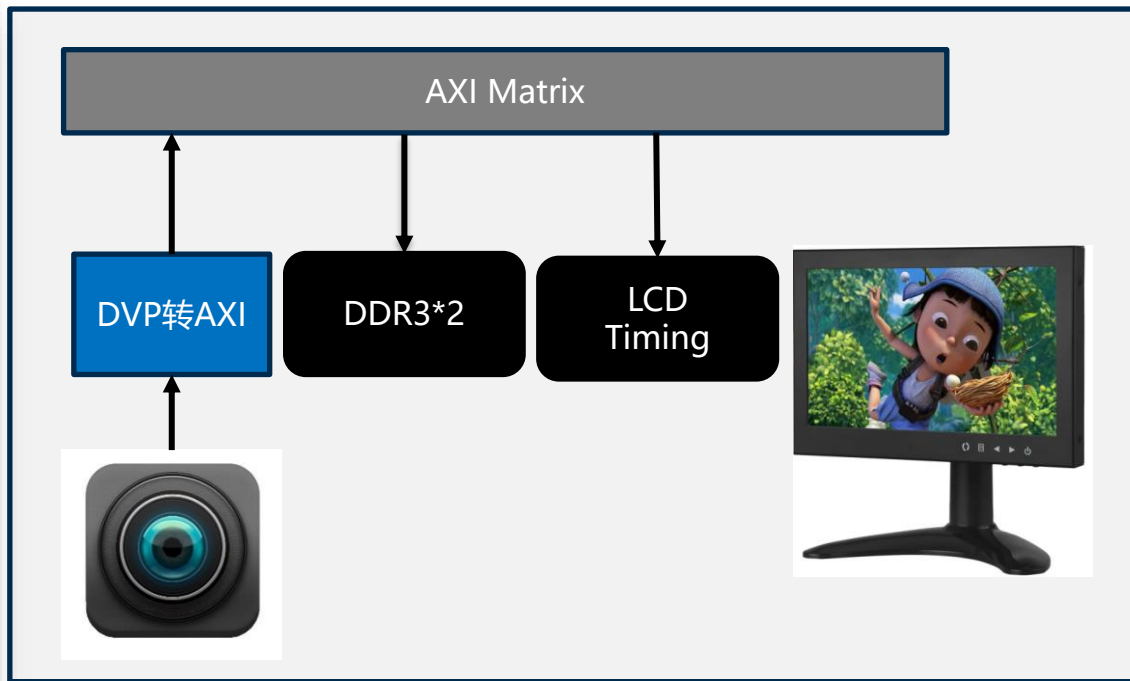 AXI Matrix
DVP转AXI
DDR3*2
LCD
Timing